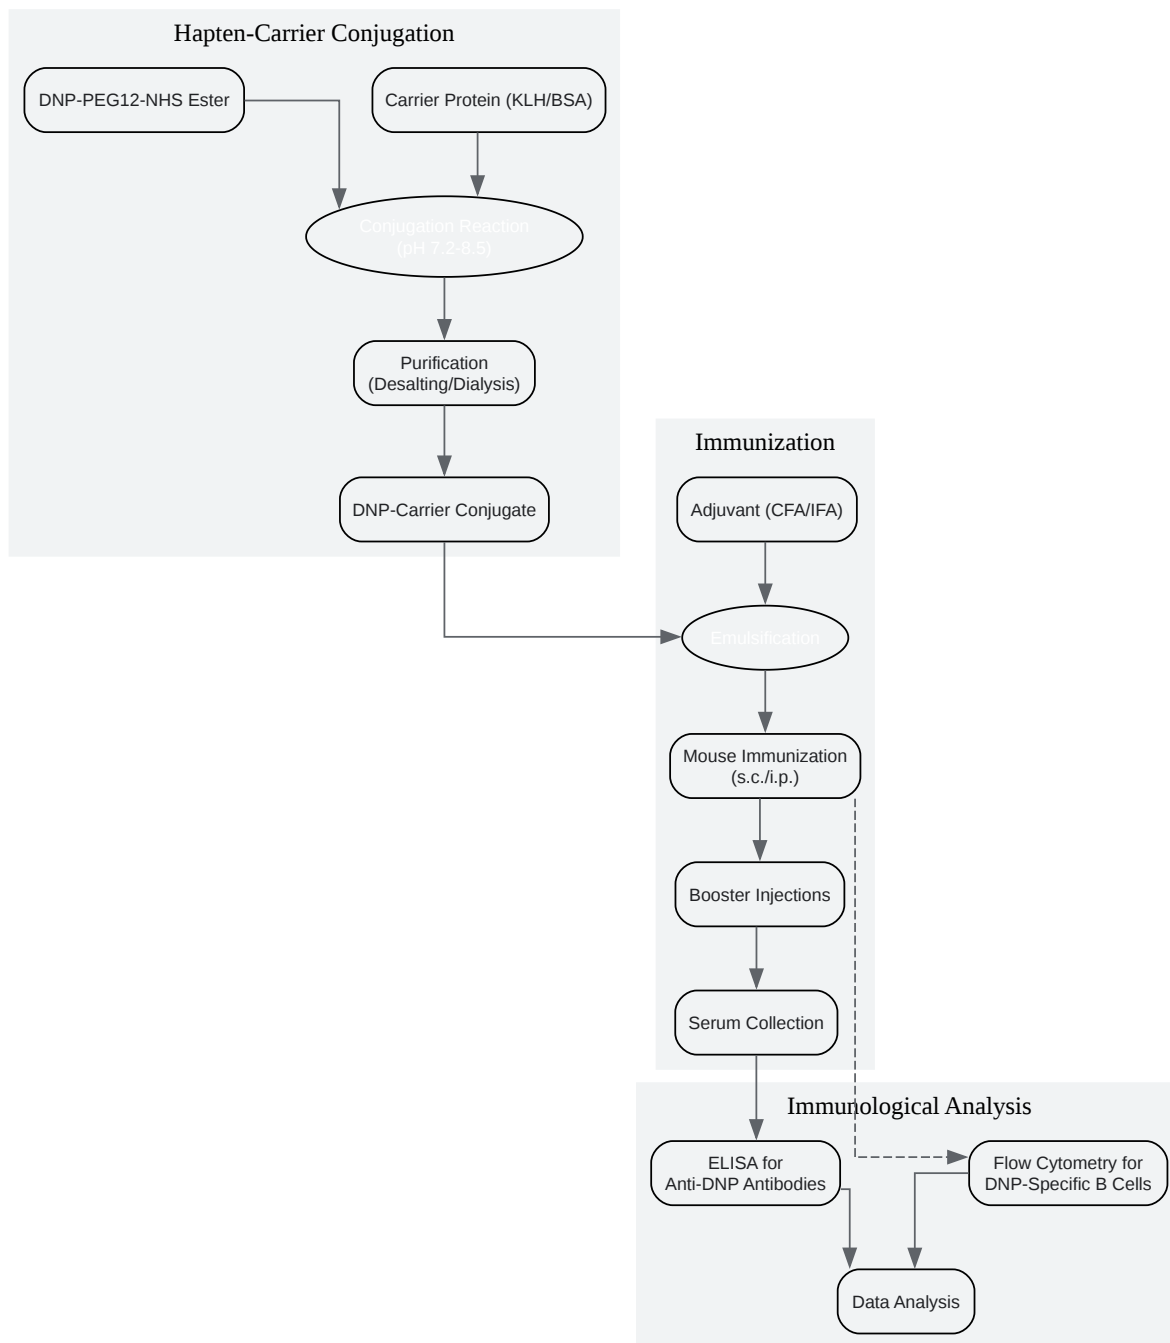 Hapten-Carrier Conjugation
DNP-PEG12-NHS Ester
Carrier Protein (KLH/BSA)
Conjugation Reaction
(pH 7.2-8.5)
Purification
(Desalting/Dialysis)
DNP-Carrier Conjugate
Immunization
Adjuvant (CFA/IFA)
Emulsification
Mouse Immunization
(s.c./i.p.)
Booster Injections
Serum Collection
Immunological Analysis
ELISA for
Anti-DNP Antibodies
Flow Cytometry for
DNP-Specific B Cells
Data Analysis